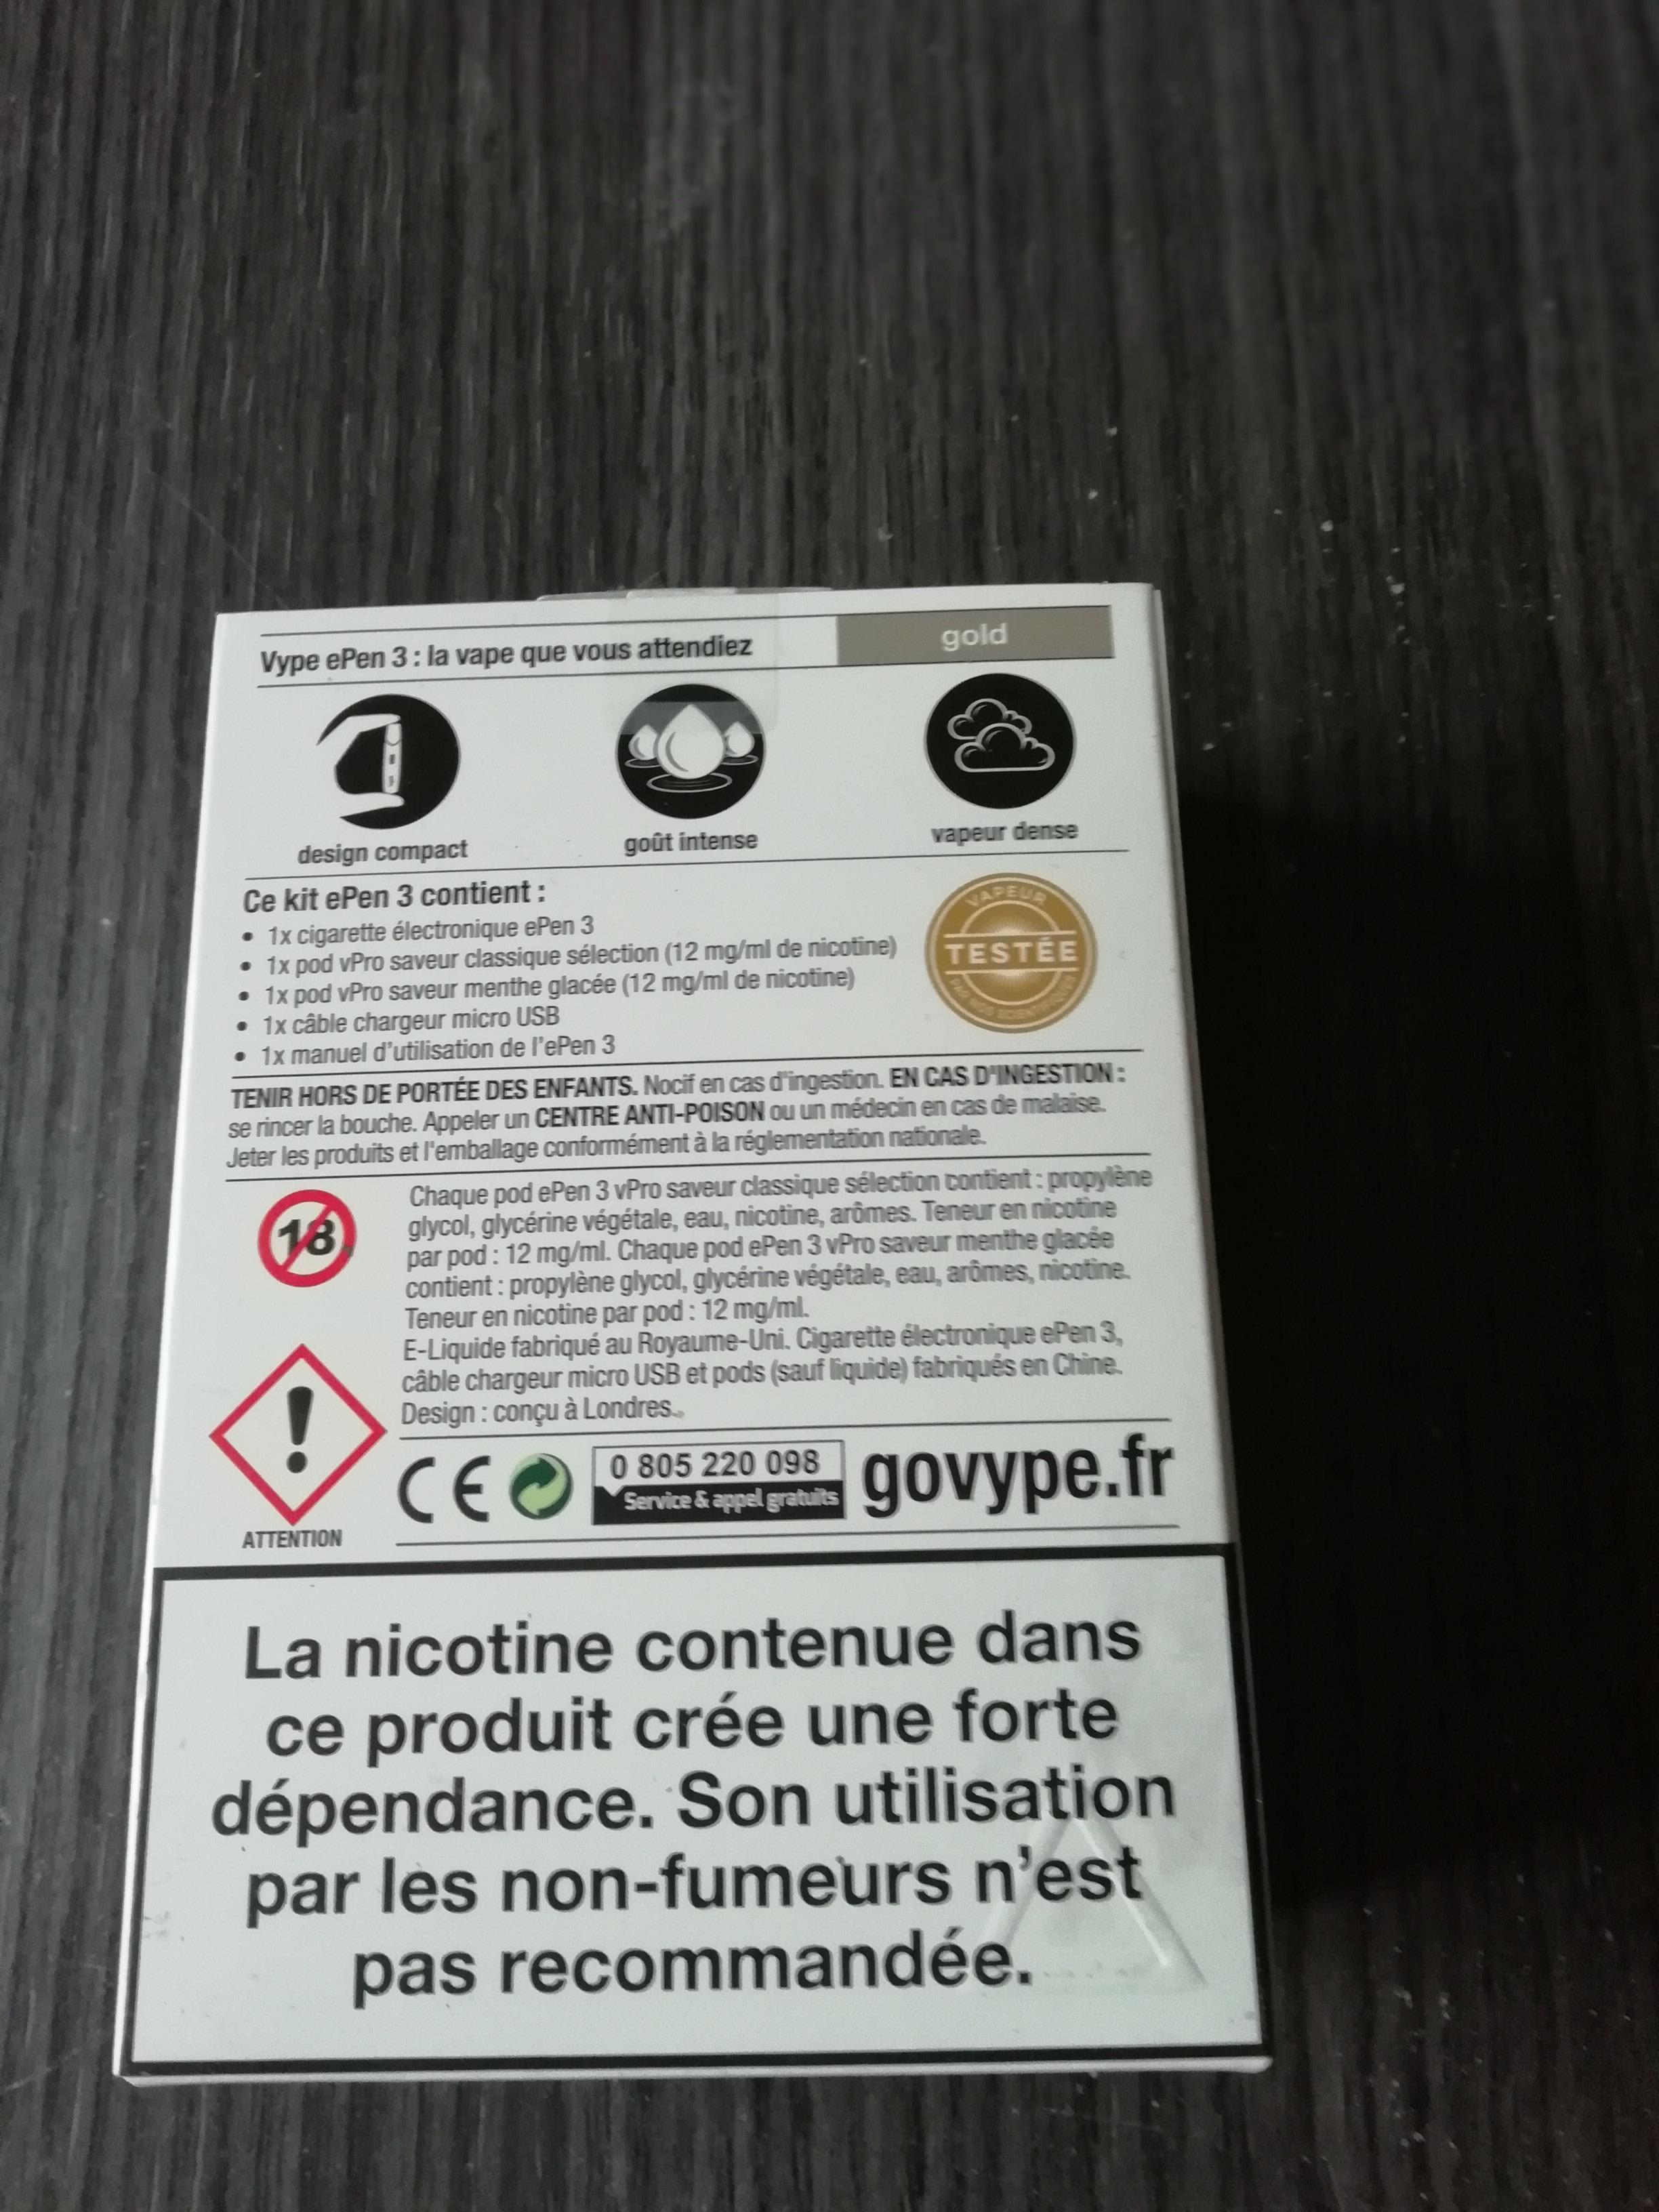 Vype ePen 3 : la vape que vous attendiez
gold
design compact
goût intense
vapeur dense
Ce kit ePen 3 contient :
• 1x cigarette électronique ePen 3
• 1x pod vPro saveur classique sélection (12 mg/ml de nicotine)
• 1x pod vPro saveur menthe glacée (12 mg/ml de nicotine)
• 1x câble chargeur micro USB
• 1x manuel d'utilisation de l'ePen 3
VAPEUR
TESTÉE
PAR NOS SCIENTIFIQUES
TENIR HORS DE PORTÉE DES ENFANTS. Nocif en cas d'ingestion. EN CAS D'INGESTION :
se rincer la bouche. Appeler un CENTRE ANTI-POISON ou un médecin en cas de malaise.
Jeter les produits et l'emballage conformément à la réglementation nationale.
18
Chaque pod ePen 3 vPro saveur classique sélection contient : propylène
glycol, glycérine végétale, eau, nicotine, arômes. Teneur en nicotine
par pod : 12 mg/ml. Chaque pod ePen 3 vPro saveur menthe glacée
contient : propylène glycol, glycérine végétale, eau, arômes, nicotine.
Teneur en nicotine par pod : 12 mg/ml.
E-Liquide fabriqué au Royaume-Uni. Cigarette électronique ePen 3,
câble chargeur micro USB et pods (sauf liquide) fabriqués en Chine.
Design : conçu à Londres.
ATTENTION
CE
0 805 220 098
Service & appel gratuits
govype.fr
La nicotine contenue dans
ce produit crée une forte
dépendance. Son utilisation
par les non-fumeurs n'est
pas recommandée.